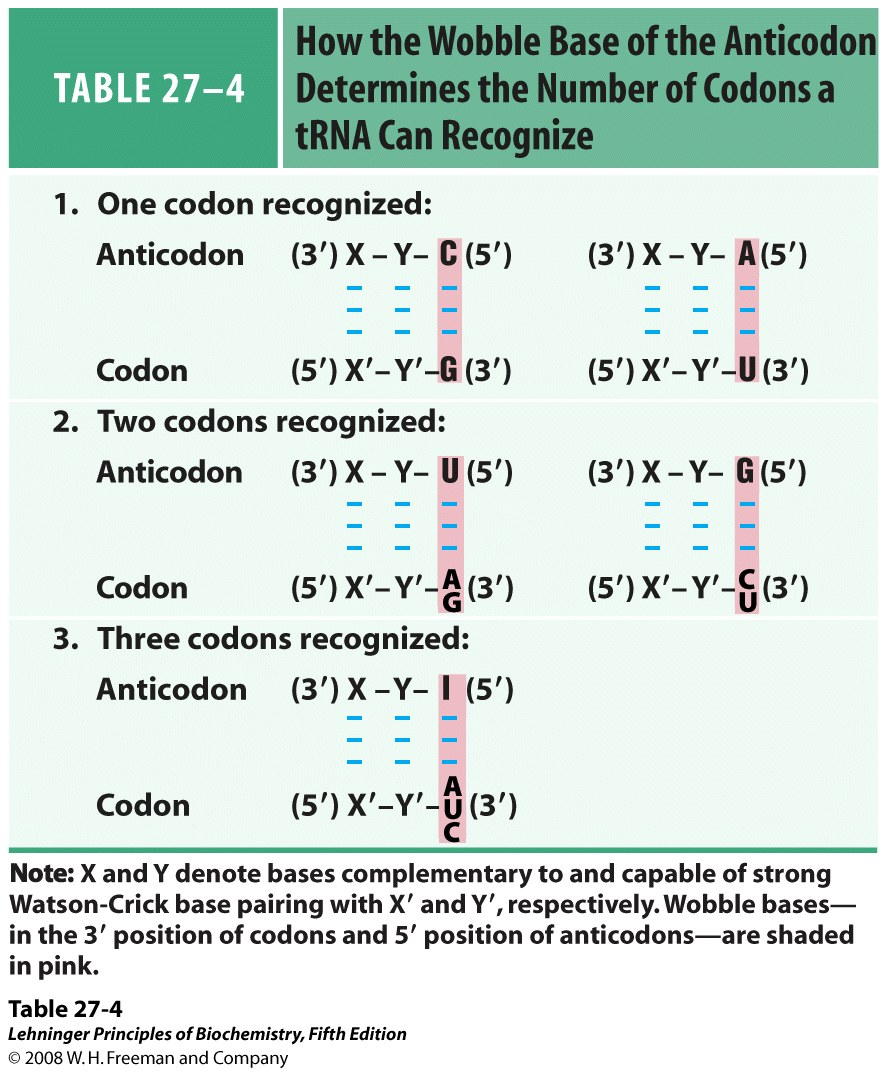 TABLE 27–4
How the Wobble Base of the Anticodon
Determines the Number of Codons a
tRNA Can Recognize
1. One codon recognized:
Anticodon (3′) X – Y– C (5′) (3′) X – Y– A (5′)
Codon (5′) X′– Y′–G (3′) (5′) X′– Y′–U (3′)
2. Two codons recognized:
Anticodon (3′) X – Y– U (5′) (3′) X – Y– G (5′)
Codon (5′) X′– Y′– A G (3′) (5′) X′– Y′– C U (3′)
3. Three codons recognized:
Anticodon (3′) X –Y– I (5′)
Codon (5′) X′–Y′– A U C (3′)
Note: X and Y denote bases complementary to and capable of strong
Watson-Crick base pairing with X′ and Y′, respectively. Wobble bases—
in the 3′ position of codons and 5′ position of anticodons—are shaded
in pink.
Table 27-4
Lehninger Principles of Biochemistry, Fifth Edition
© 2008 W. H. Freeman and Company